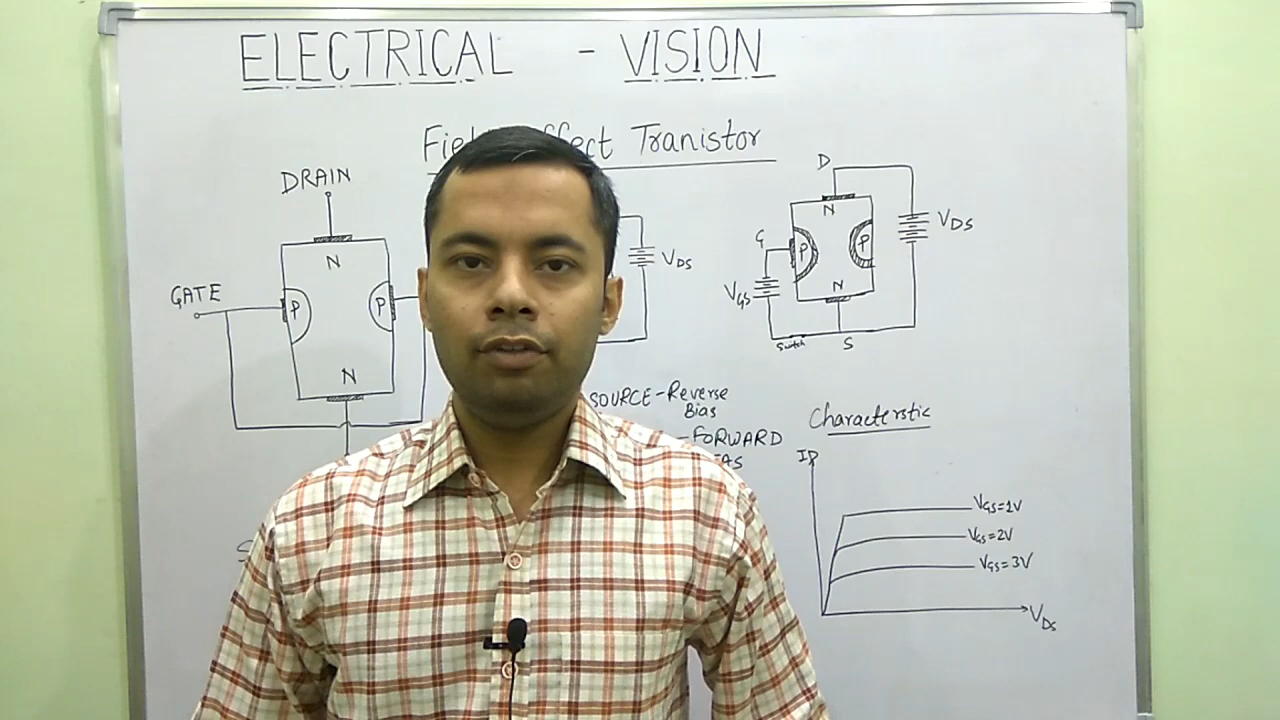 ELECTRICAL - VISION
Tranistor
DRAIN
N
GATE
P
P
N
VDS
D
N
G
P
P
VDS
VGS
N
Switch
S
SOURCE - Reverse
Bias
- FORWARD
Characterstic
ID
VGS=1V
VGS=2V
VGS=3V
VDS